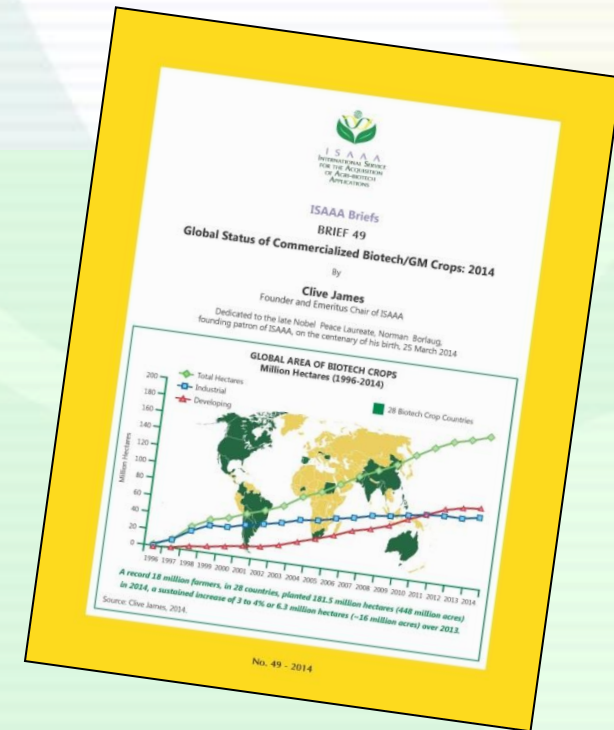 I S A A A
INTERNATIONAL SERVICE
FOR THE ACQUISITION
OF AGRI-BIOTECH
APPLICATIONS
ISAAA Briefs
BRIEF 49
Global Status of Commercialized Biotech/GM Crops: 2014
By
Clive James
Founder and Emeritus Chair of ISAAA
Dedicated to the late Nobel Peace Laureate, Norman Borlaug,
founding patron of ISAAA, on the centenary of his birth, 25 March 2014
GLOBAL AREA OF BIOTECH CROPS
Million Hectares (1996-2014)
200
180
160
140
120
100
80
60
40
20
0
Million Hectares
Total Hectares
Industrial
Developing
28 Biotech Crop Countries
1996 1997 1998 1999 2000 2001 2002 2003 2004 2005 2006 2007 2008 2009 2010 2011 2012 2013 2014
A record 18 million farmers, in 28 countries, planted 181.5 million hectares (448 million acres)
in 2014, a sustained increase of 3 to 4% or 6.3 million hectares (~16 million acres) over 2013.
Source: Clive James, 2014.
No. 49 - 2014